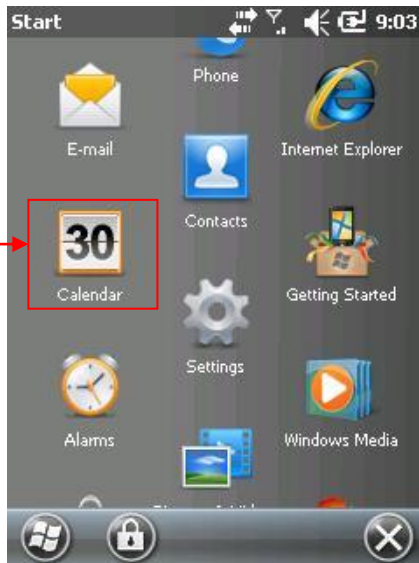 Start 9:03
Phone
E-mail
Internet Explorer
Contacts
30
Calendar
Getting Started
Settings
Alarms
Windows Media